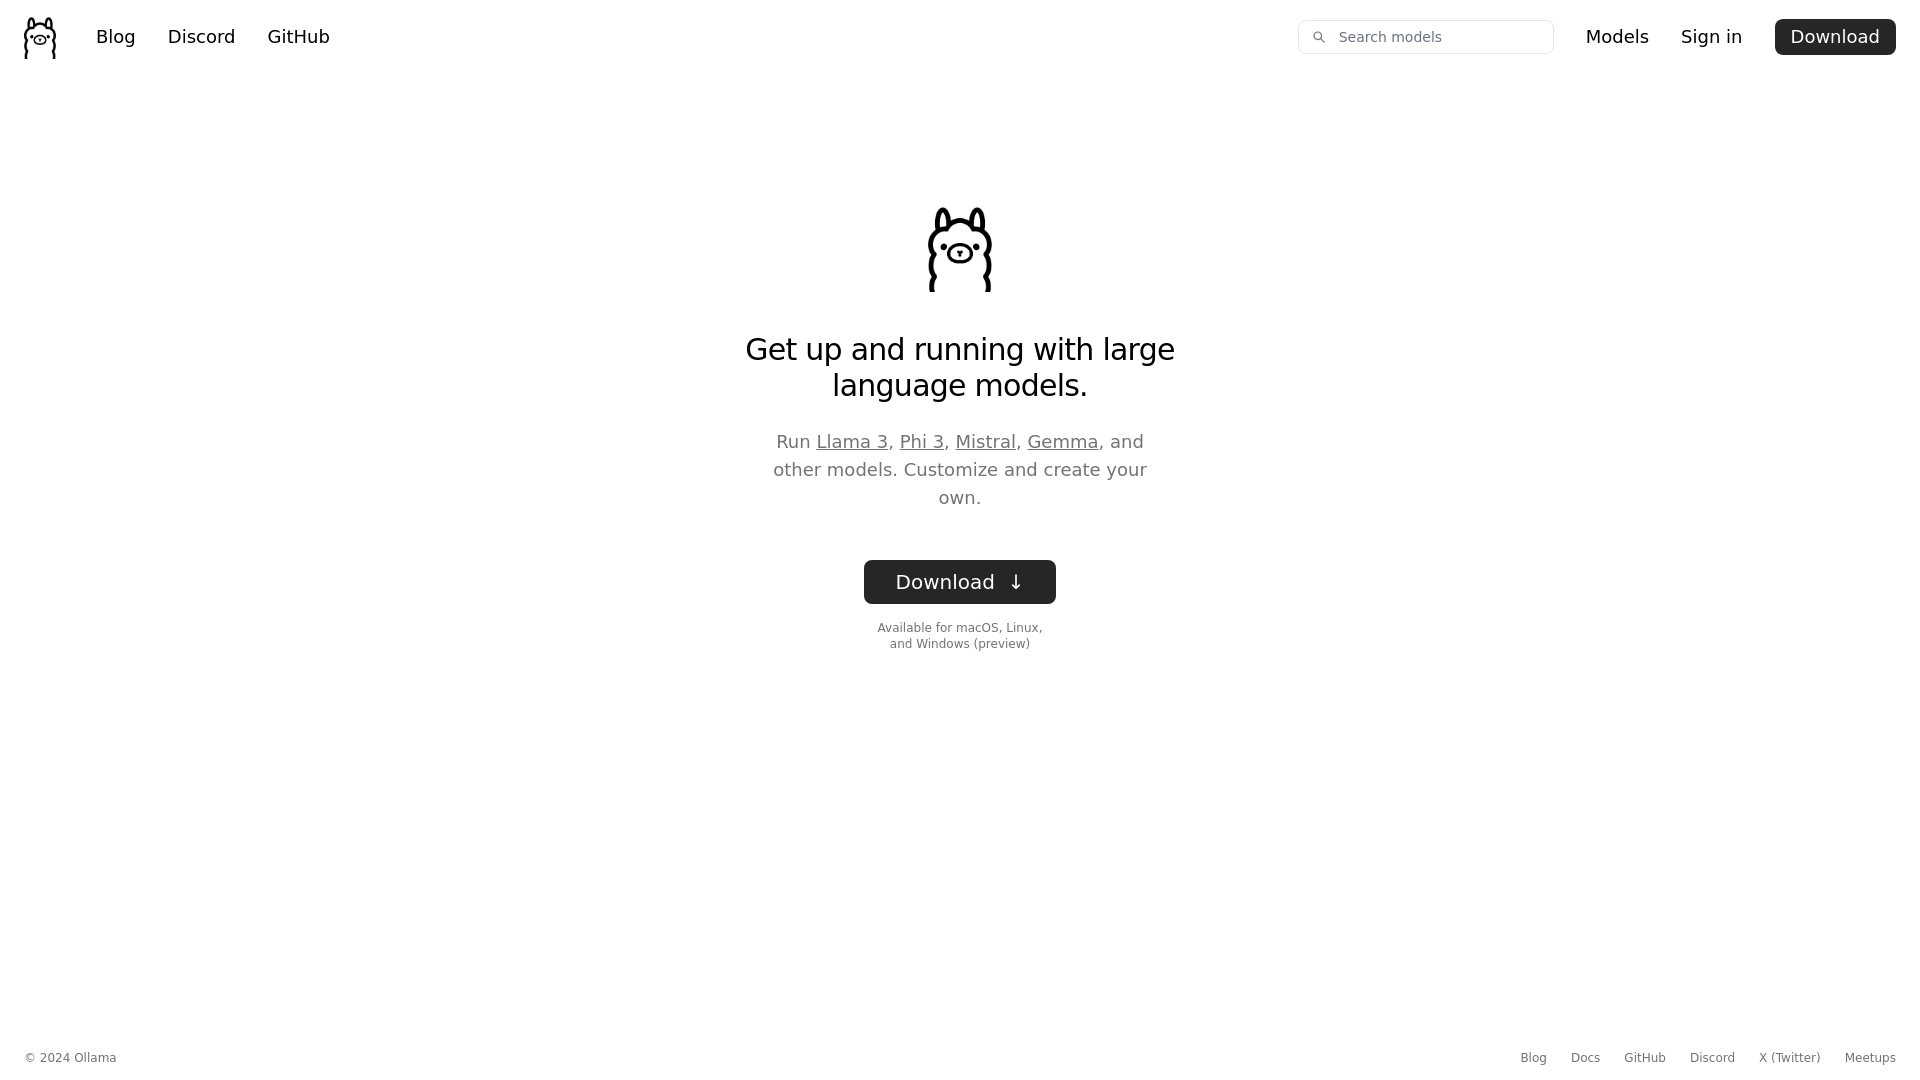 Blog
Discord
GitHub
Search models
Models
Sign in
Download
Get up and running with large
language models.
Run Llama 3, Phi 3, Mistral, Gemma, and
other models. Customize and create your
own.
Download ↓
Available for macOS, Linux,
and Windows (preview)
© 2024 Ollama
Blog
Docs
GitHub
Discord
X (Twitter)
Meetups